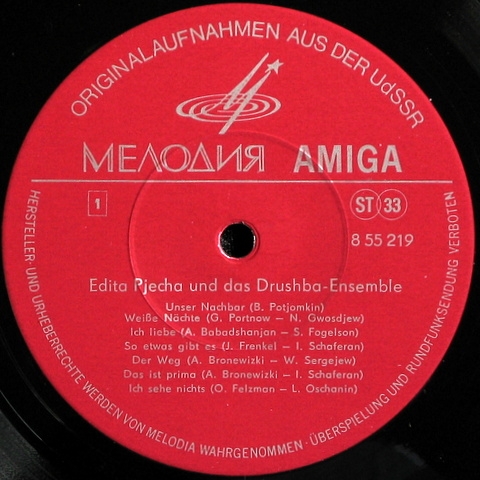 ORIGINALAUFNAHMEN AUS DER UdSSR
МЕЛОДИЯ AMIGA
1
ST 33
8 55 219
Edita Pjecha und das Drushba-Ensemble
Unser Nachbar (B. Potjomkin)
Weiße Nächte (G. Portnow — N. Gwosdjew)
Ich liebe (A. Babadshanjan — S. Fogelson)
So etwas gibt es (J. Frenkel — I. Schaferan)
Der Weg (A. Bronewizki — W. Sergejew)
Das ist prima (A. Bronewizki — I. Schaferan)
Ich sehe nichts (O. Felzman — L. Oschanin)
HERSTELLER- UND URHEBERRECHTE WERDEN VON MELODIA WAHRGENOMMEN · ÜBERSPIELUNG UND RUNDFUNKSENDUNG VERBOTEN